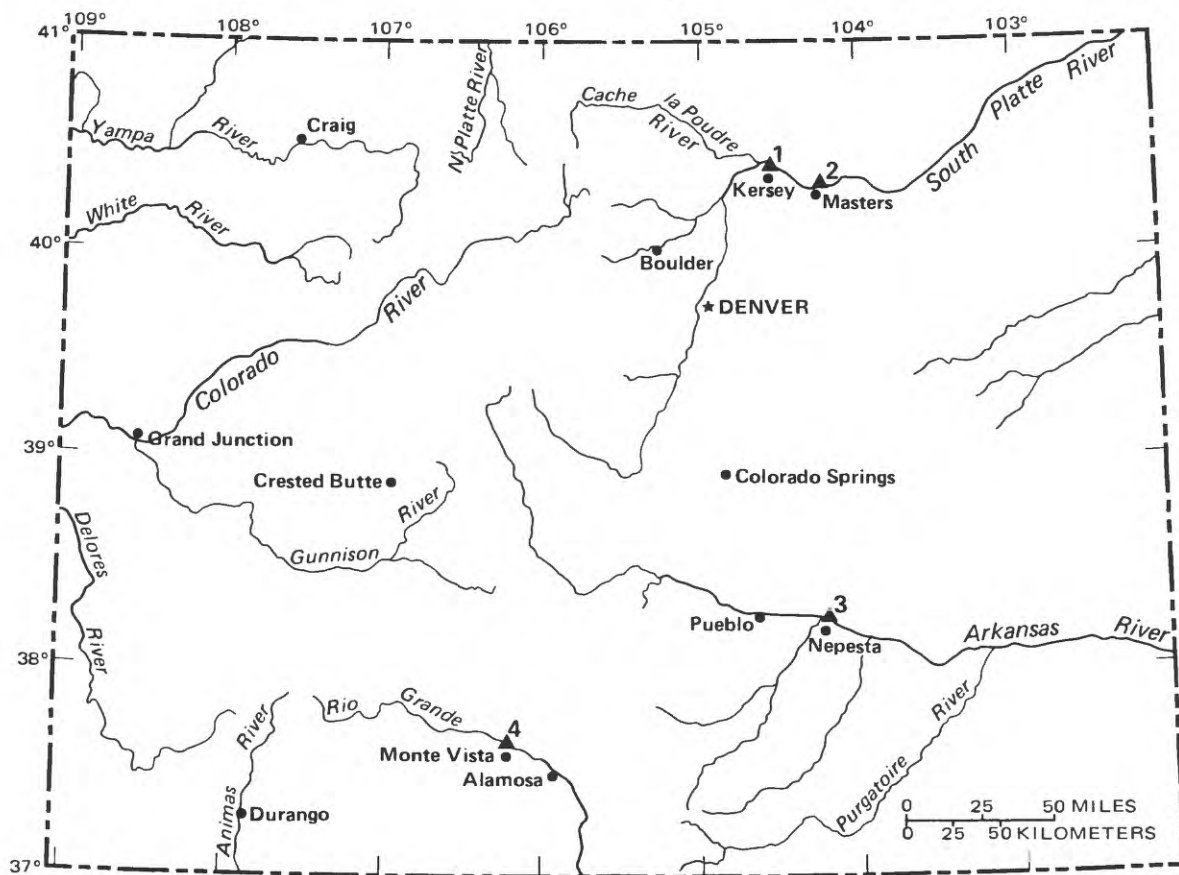 109° 108° 107° 106° 105° 104° 103°
41°
N. Platte River
Cache la Poudre River
South Platte River
Yampa River
Craig
1
Kersey
2
Masters
White River
40°
Boulder
DENVER
Colorado River
39°
Grand Junction
Crested Butte
Colorado Springs
Gunnison River
Delores River
3
Pueblo
Nepesta
Arkansas River
38°
Rio Grande
4
Monte Vista
Alamosa
Purgatoire River
Animas River
Durango
0 25 50 MILES
0 25 50 KILOMETERS
37°